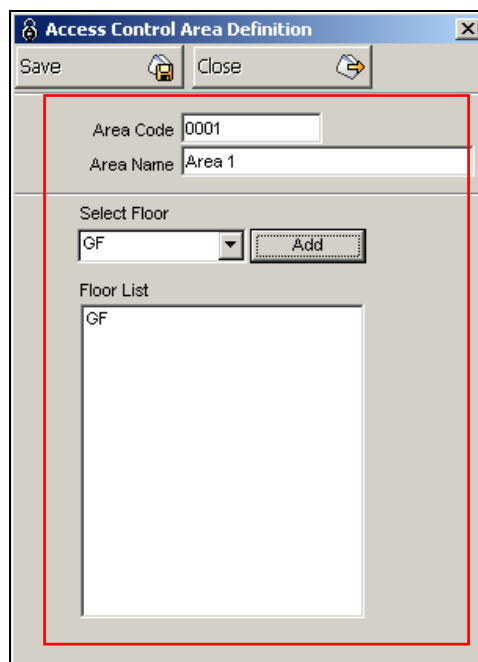 Access Control Area Definition
Save Close
Area Code 0001
Area Name Area 1
Select Floor
GF Add
Floor List
GF